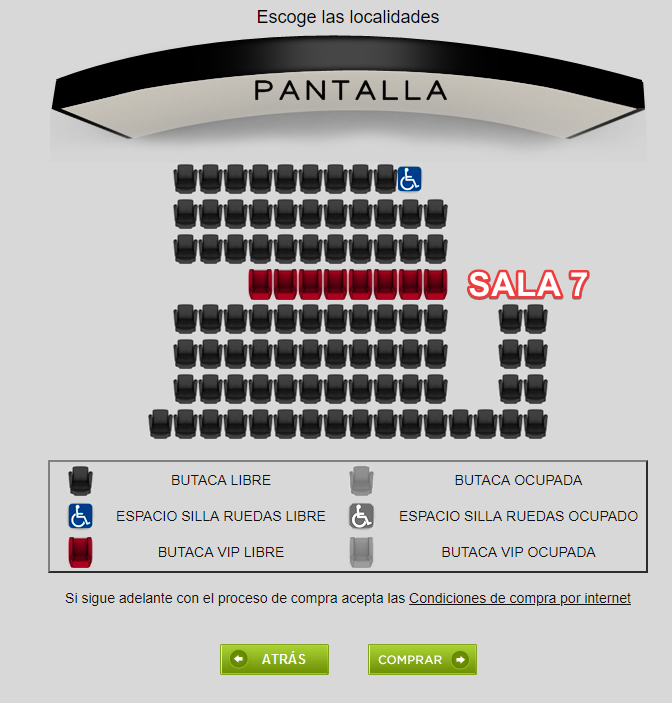 Escoge las localidades
PANTALLA
SALA 7
BUTACA LIBRE
BUTACA OCUPADA
ESPACIO SILLA RUEDAS LIBRE
ESPACIO SILLA RUEDAS OCUPADO
BUTACA VIP LIBRE
BUTACA VIP OCUPADA
Si sigue adelante con el proceso de compra acepta las Condiciones de compra por internet
ATRÁS
COMPRAR